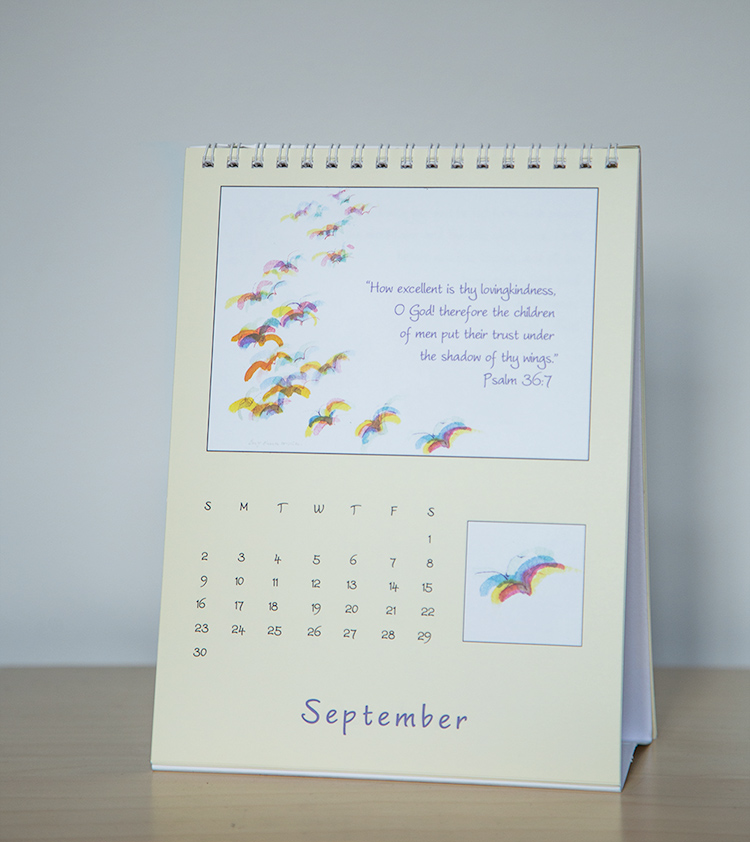 "How excellent is thy lovingkindness,
O God! therefore the children
of men put their trust under
the shadow of thy wings."
Psalm 36:7
S M T W T F S
1
2 3 4 5 6 7 8
9 10 11 12 13 14 15
16 17 18 19 20 21 22
23 24 25 26 27 28 29
30
September